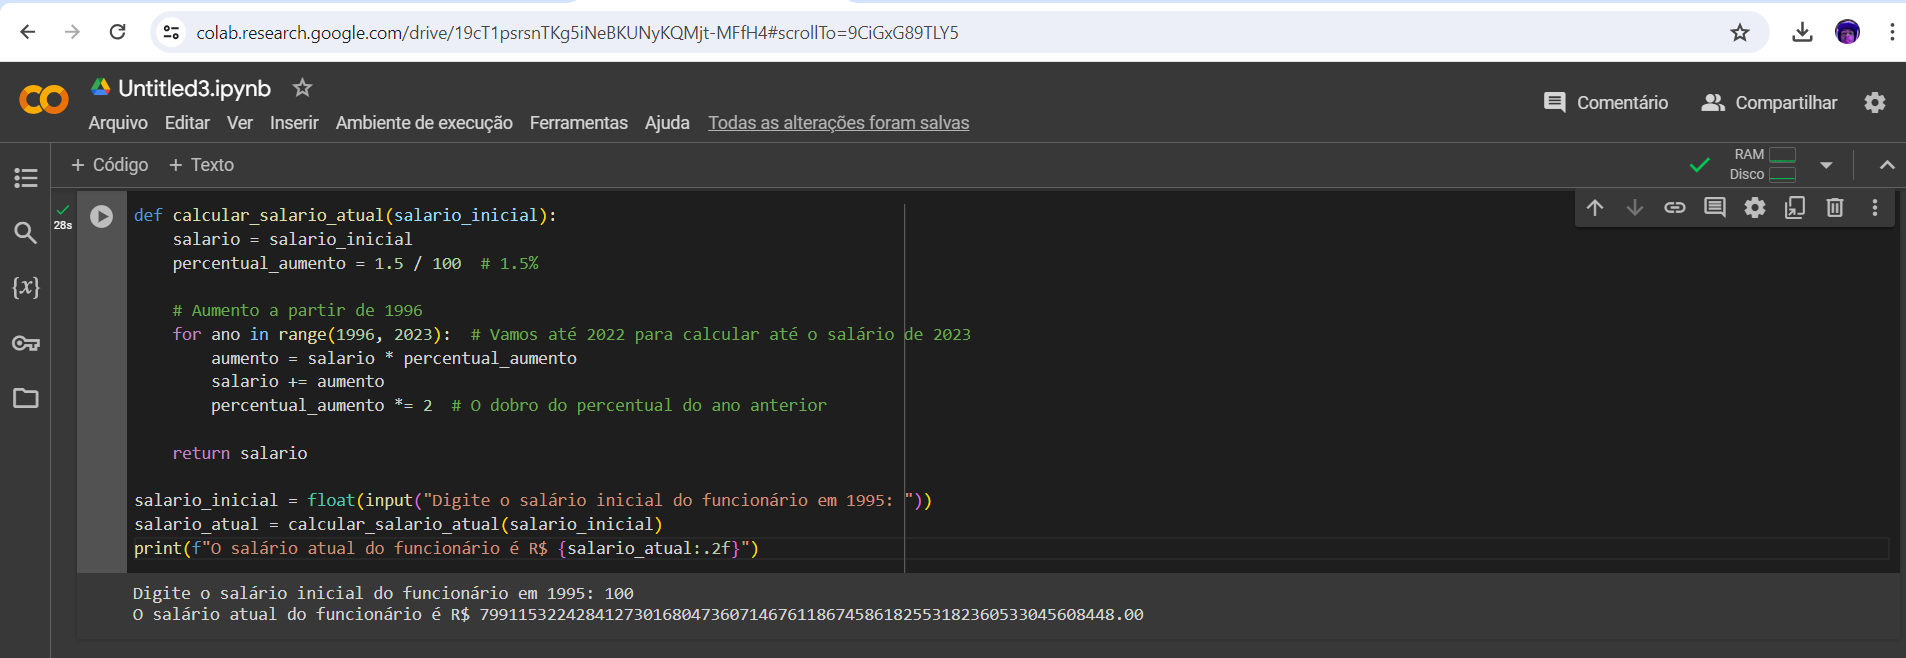 colab.research.google.com/drive/19cT1psrsnTKg5iNeBKUNyKQMjt-MFfH4#scrollTo=9CiGxG89TLY5
CO
Untitled3.ipynb
Comentário
Compartilhar
Arquivo Editar Ver Inserir Ambiente de execução Ferramentas Ajuda Todas as alterações foram salvas
+ Código + Texto
RAM
Disco
28s
{x}
def calcular_salario_atual(salario_inicial):
    salario = salario_inicial
    percentual_aumento = 1.5 / 100  # 1.5%
    # Aumento a partir de 1996
    for ano in range(1996, 2023):  # Vamos até 2022 para calcular até o salário de 2023
        aumento = salario * percentual_aumento
        salario += aumento
        percentual_aumento *= 2  # O dobro do percentual do ano anterior
    return salario
salario_inicial = float(input("Digite o salário inicial do funcionário em 1995: "))
salario_atual = calcular_salario_atual(salario_inicial)
print(f"O salário atual do funcionário é R$ {salario_atual:.2f}")
Digite o salário inicial do funcionário em 1995: 100
O salário atual do funcionário é R$ 799115322428412730168047360714676118674586182553182360533045608448.00